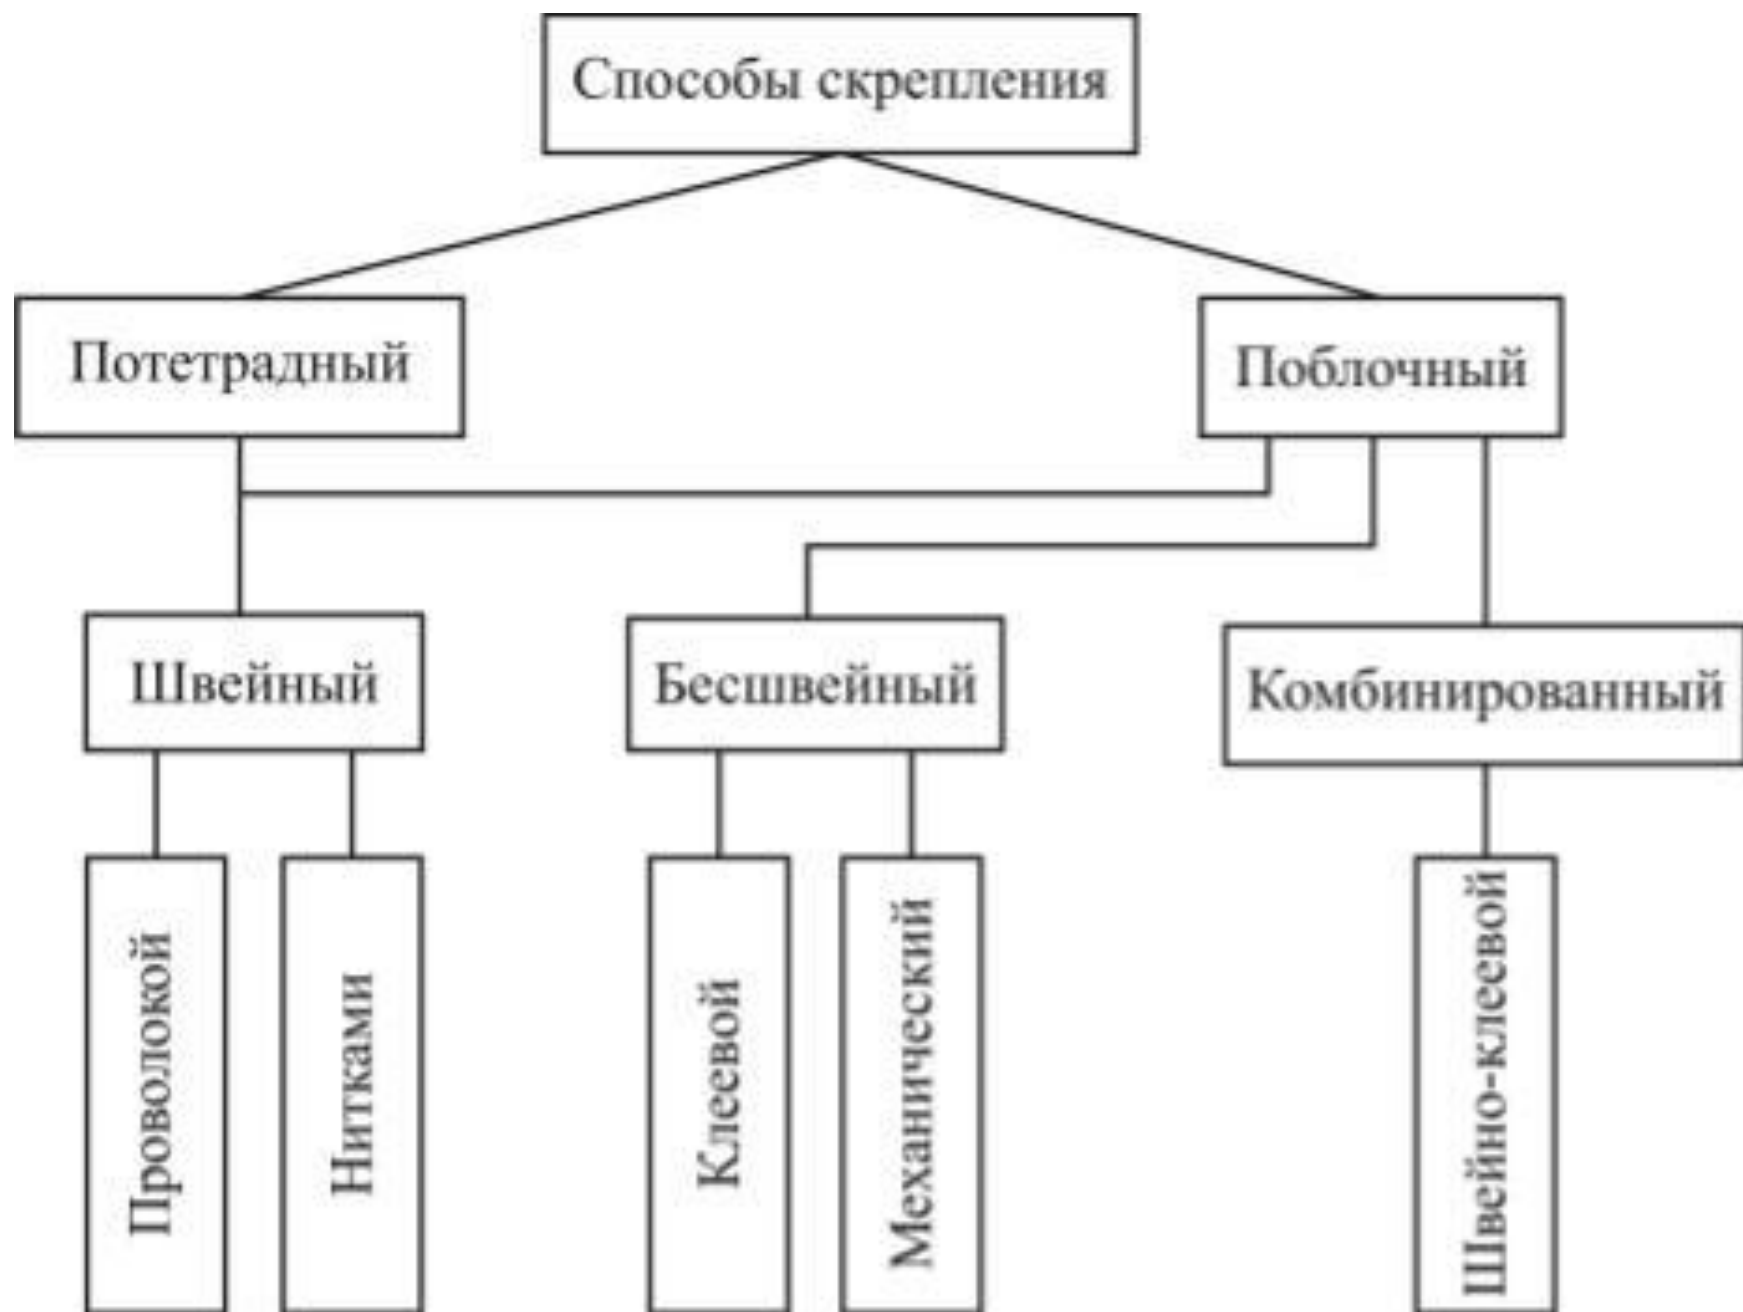 Способы скрепления
Потетрадный
Поблочный
Швейный
Бесшвейный
Комбинированный
Проволокой
Нитками
Клеевой
Механический
Швейно-клеевой